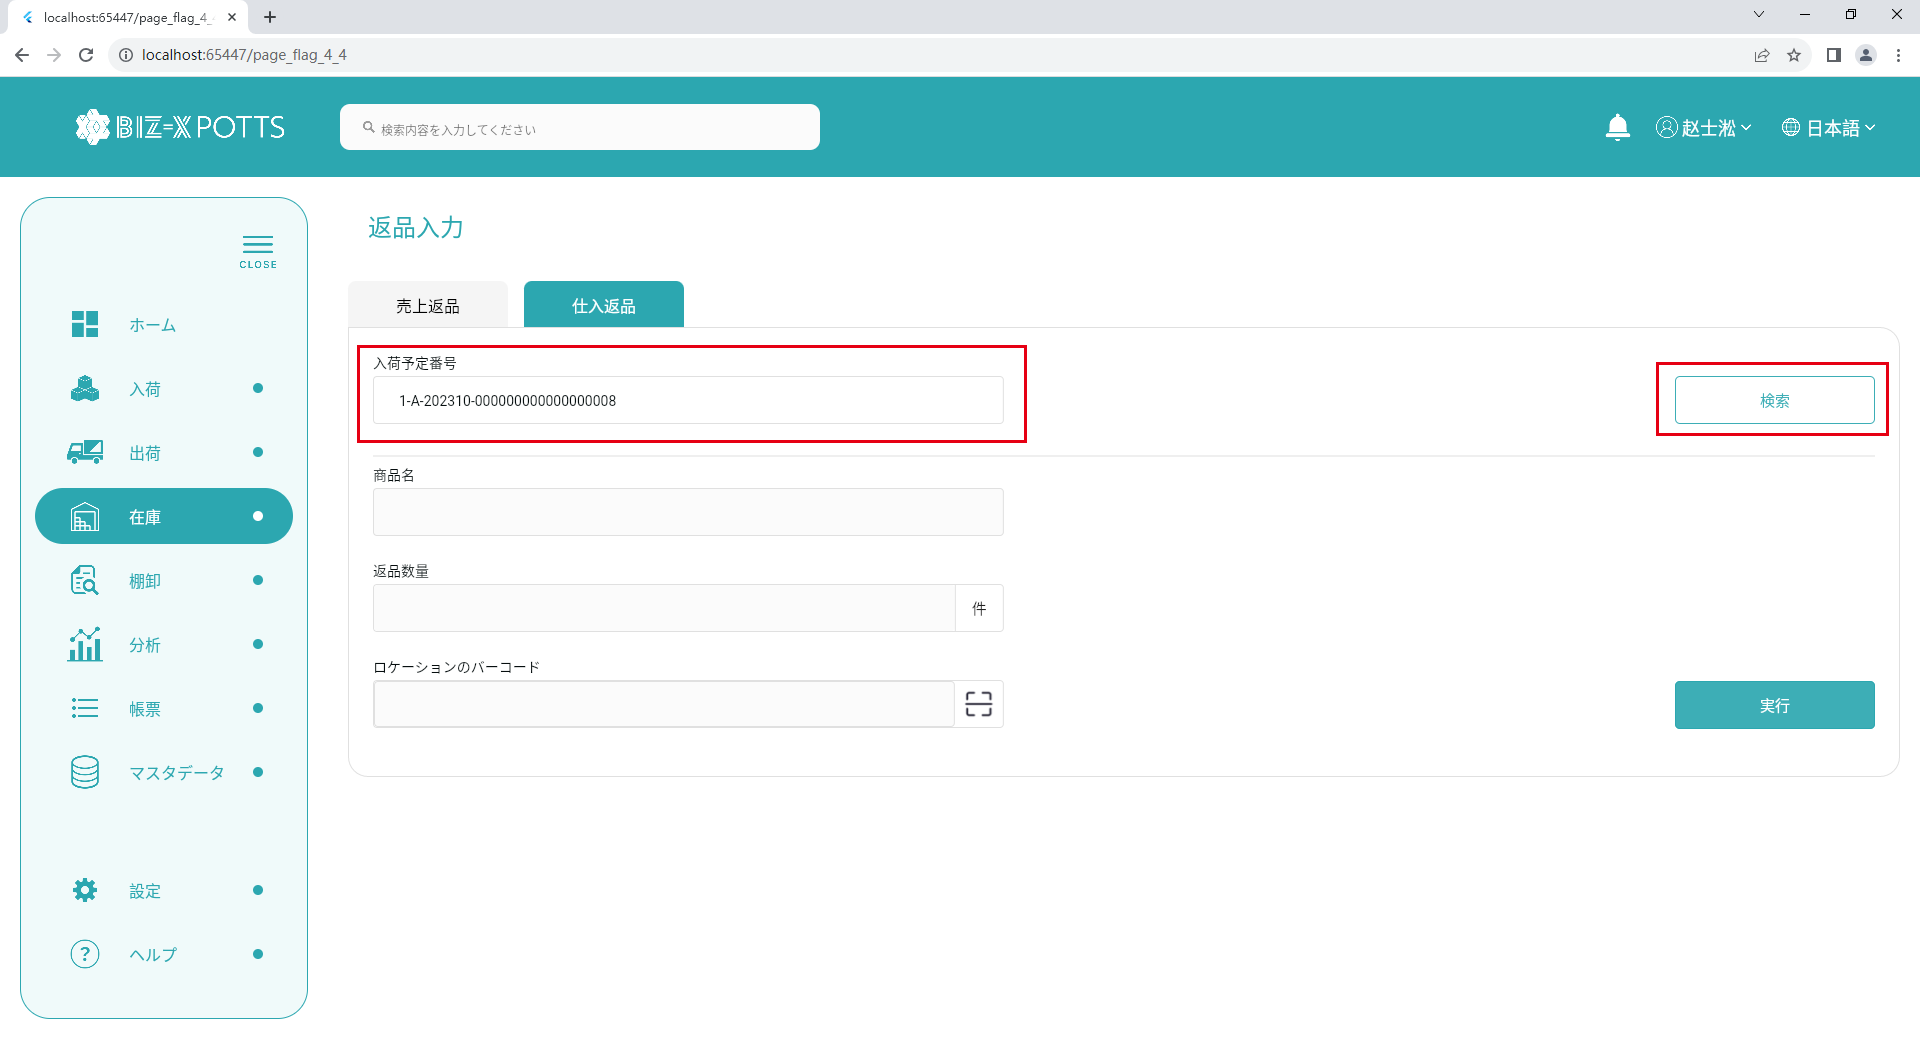 localhost:65447/page_flag_4_
localhost:65447/page_flag_4_4
BIZ=X POTTS
検索内容を入力してください
赵士淞
日本語
CLOSE
ホーム
入荷
出荷
在庫
棚卸
分析
帳票
マスタデータ
設定
?
ヘルプ
返品入力
売上返品
仕入返品
入荷予定番号
1-A-202310-000000000000000008
検索
商品名
返品数量
件
ロケーションのバーコード
実行